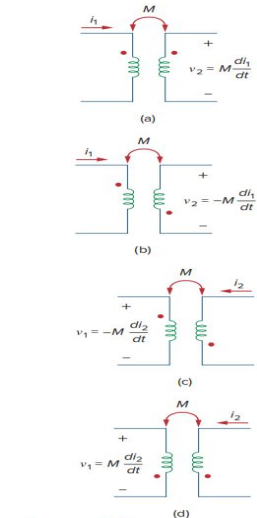 M
i₁
+
v₂ = M di₁/dt
−
(a)
M
i₁
+
v₂ = −M di₁/dt
−
(b)
M
i₂
+
v₁ = −M di₂/dt
−
(c)
M
i₂
+
v₁ = M di₂/dt
−
(d)